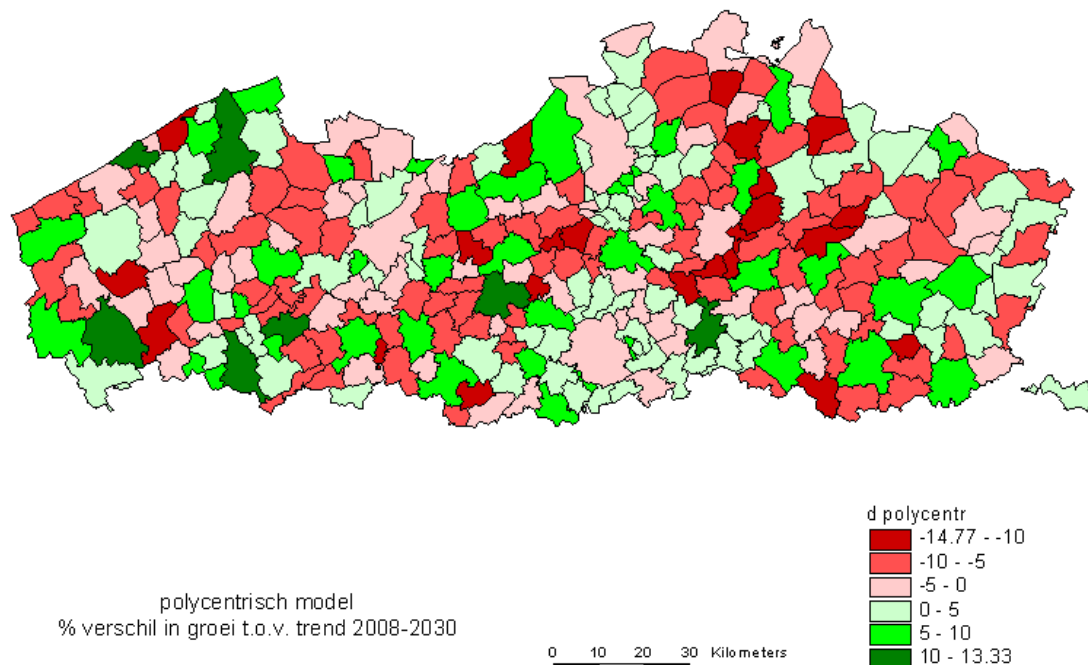 d polycentr
-14.77 - -10
-10 - -5
-5 - 0
0 - 5
5 - 10
10 - 13.33
polycentrisch model
% verschil in groei t.o.v. trend 2008-2030
0 10 20 30 Kilometers